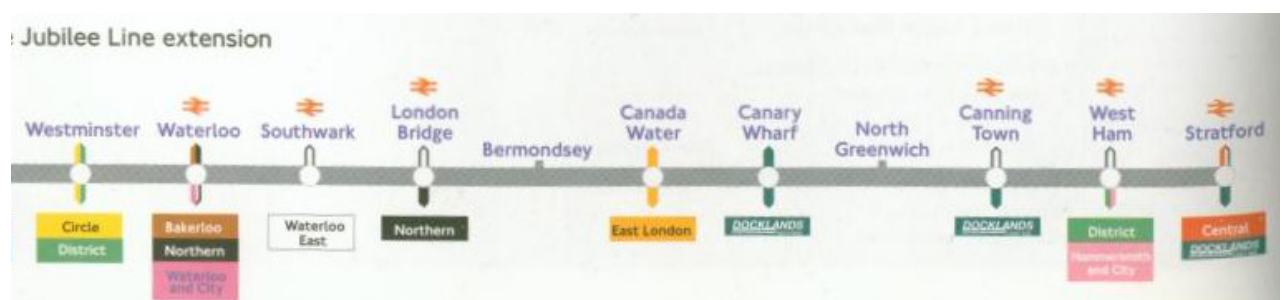 Jubilee Line extension
Westminster
Waterloo
Southwark
London
Bridge
Bermondsey
Canada
Water
Canary
Wharf
North
Greenwich
Canning
Town
West
Ham
Stratford
Circle
District
Bakerloo
Northern
Waterloo
and City
Waterloo
East
Northern
East London
DOCKLANDS
DOCKLANDS
District
Hammersmith
and City
Central
DOCKLANDS